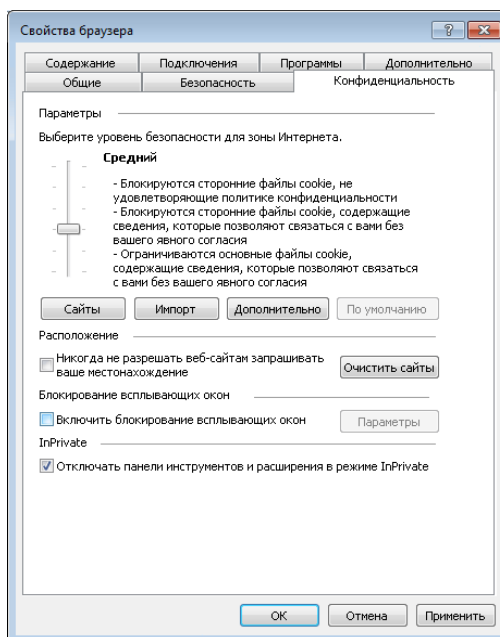 Свойства браузера
Содержание Подключения Программы Дополнительно
Общие Безопасность Конфиденциальность
Параметры
Выберите уровень безопасности для зоны Интернета.
Средний
- Блокируются сторонние файлы cookie, не
удовлетворяющие политике конфиденциальности
- Блокируются сторонние файлы cookie, содержащие
сведения, которые позволяют связаться с вами без
вашего явного согласия
- Ограничиваются основные файлы cookie,
содержащие сведения, которые позволяют связаться
с вами без вашего явного согласия
Сайты Импорт Дополнительно По умолчанию
Расположение
Никогда не разрешать веб-сайтам запрашивать
ваше местонахождение
Очистить сайты
Блокирование всплывающих окон
Включить блокирование всплывающих окон Параметры
InPrivate
Отключать панели инструментов и расширения в режиме InPrivate
ОК Отмена Применить